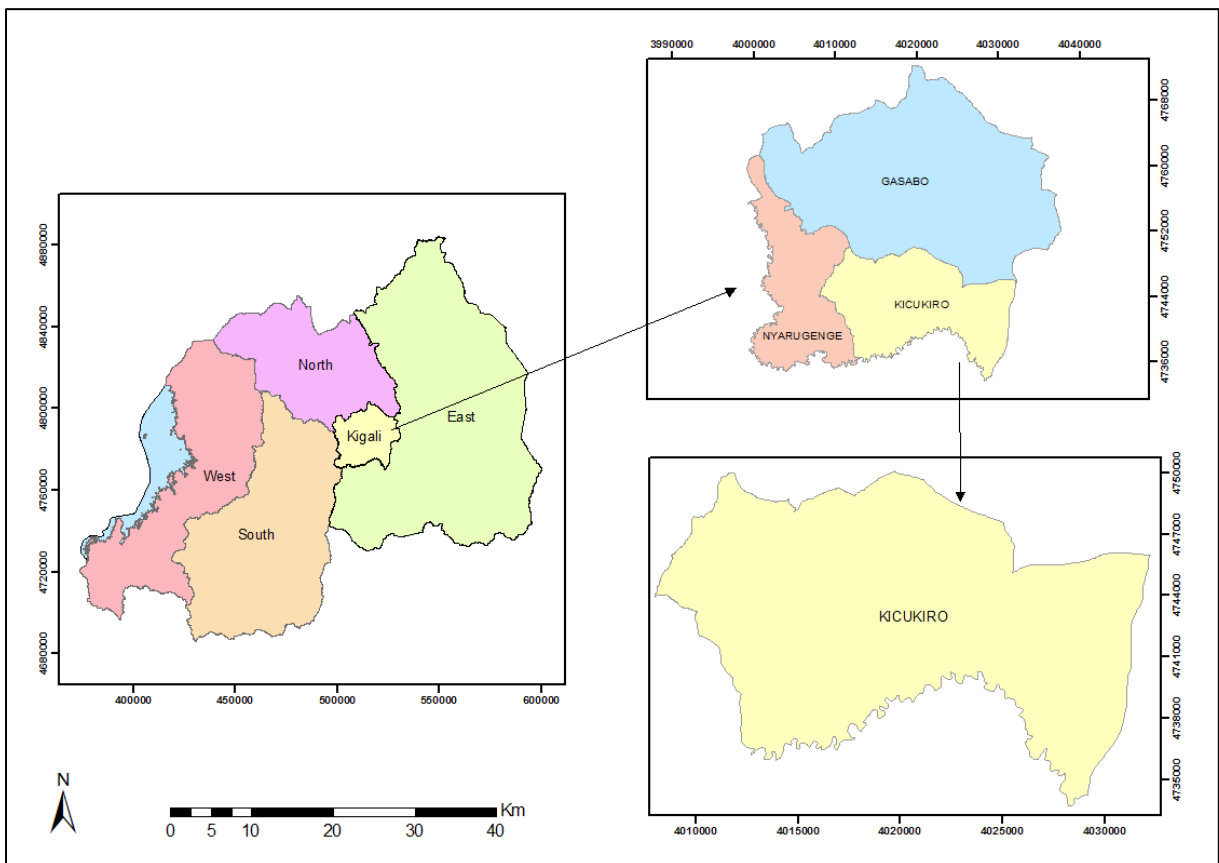 3990000 4000000 4010000 4020000 4030000 4040000
4768000
4760000
4752000
4744000
4736000
GASABO
KICUKIRO
NYARUGENGE
4880000
4840000
4800000
4760000
4720000
4680000
North
East
Kigali
West
South
400000 450000 500000 550000 600000
4750000
4747000
4744000
4741000
4738000
4735000
KICUKIRO
4010000 4015000 4020000 4025000 4030000
N
Km
0 5 10 20 30 40